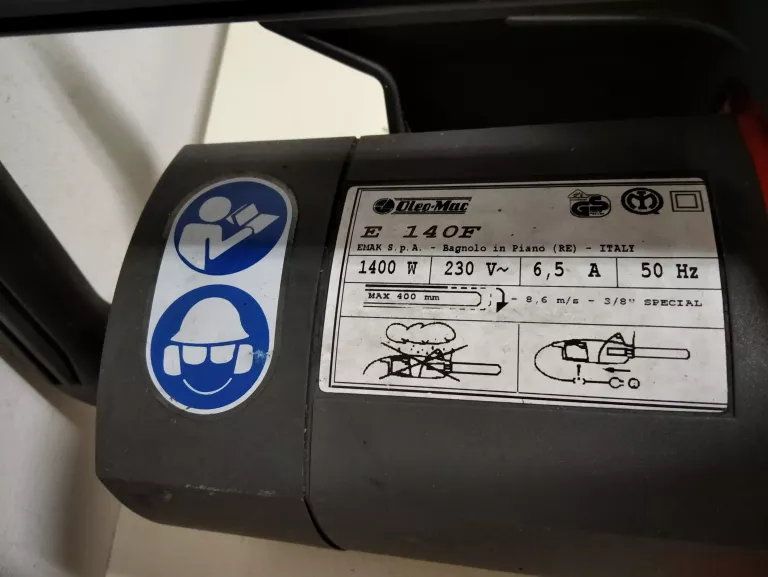 Oleo-Mac
GS
E 140F
EMAK S.p.A. - Bagnolo in Piano (RE) - ITALY
1400 W 230 V~ 6,5 A 50 Hz
MAX 400 mm - 8,6 m/s - 3/8" SPECIAL